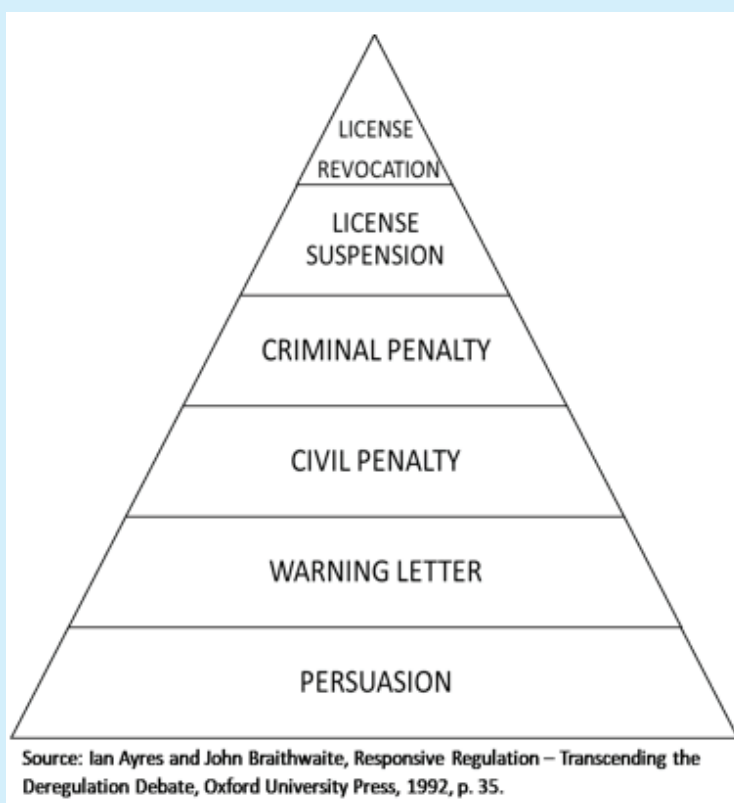 LICENSE
REVOCATION
LICENSE
SUSPENSION
CRIMINAL PENALTY
CIVIL PENALTY
WARNING LETTER
PERSUASION
Source: Ian Ayres and John Braithwaite, Responsive Regulation – Transcending the
Deregulation Debate, Oxford University Press, 1992, p. 35.